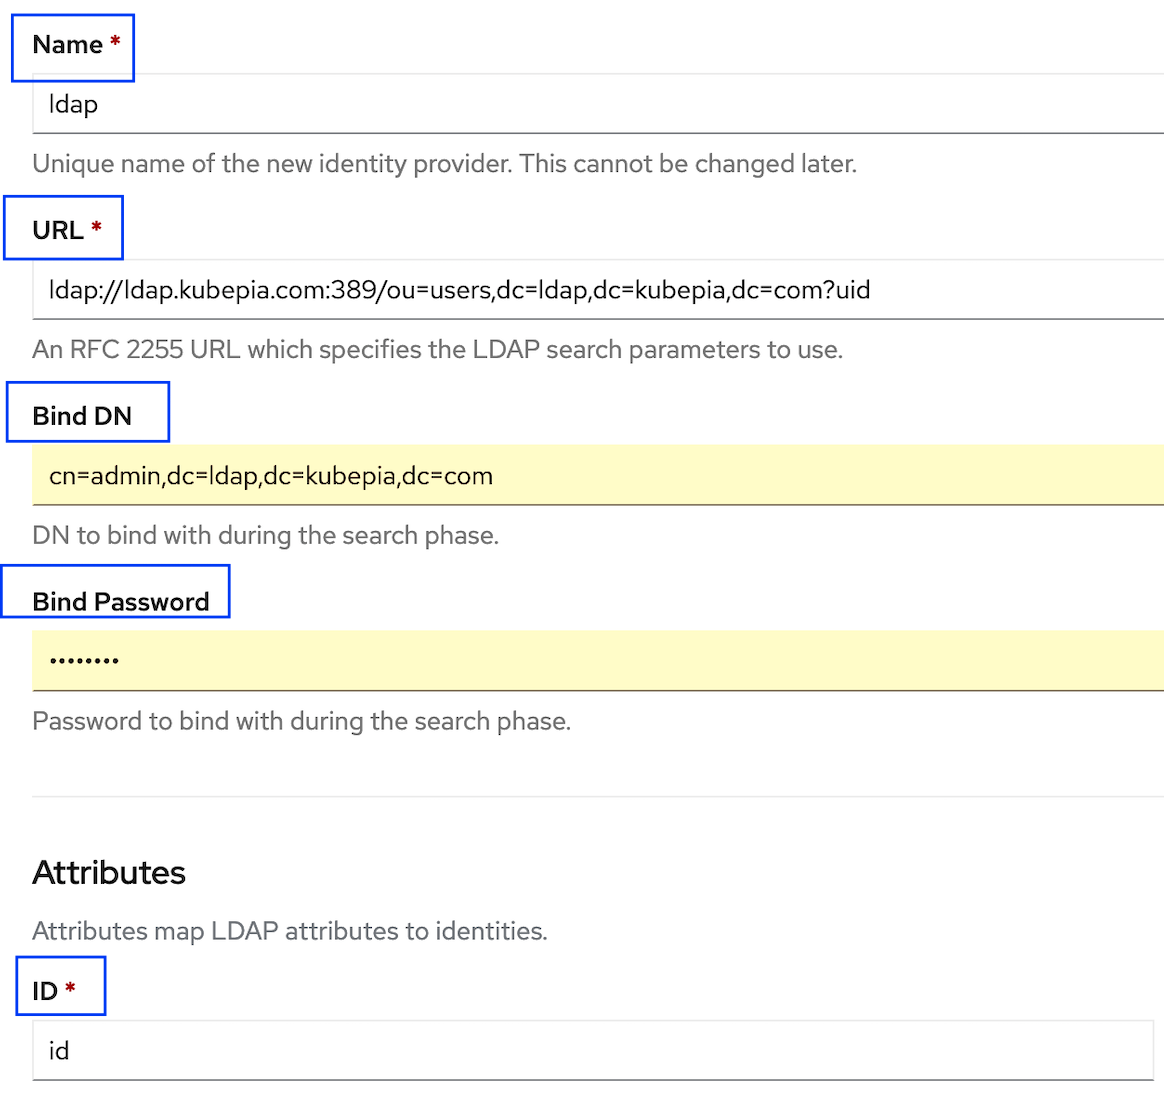 Name *
ldap
Unique name of the new identity provider. This cannot be changed later.
URL *
ldap://ldap.kubepia.com:389/ou=users,dc=ldap,dc=kubepia,dc=com?uid
An RFC 2255 URL which specifies the LDAP search parameters to use.
Bind DN
cn=admin,dc=ldap,dc=kubepia,dc=com
DN to bind with during the search phase.
Bind Password
••••••••
Password to bind with during the search phase.
Attributes
Attributes map LDAP attributes to identities.
ID *
id